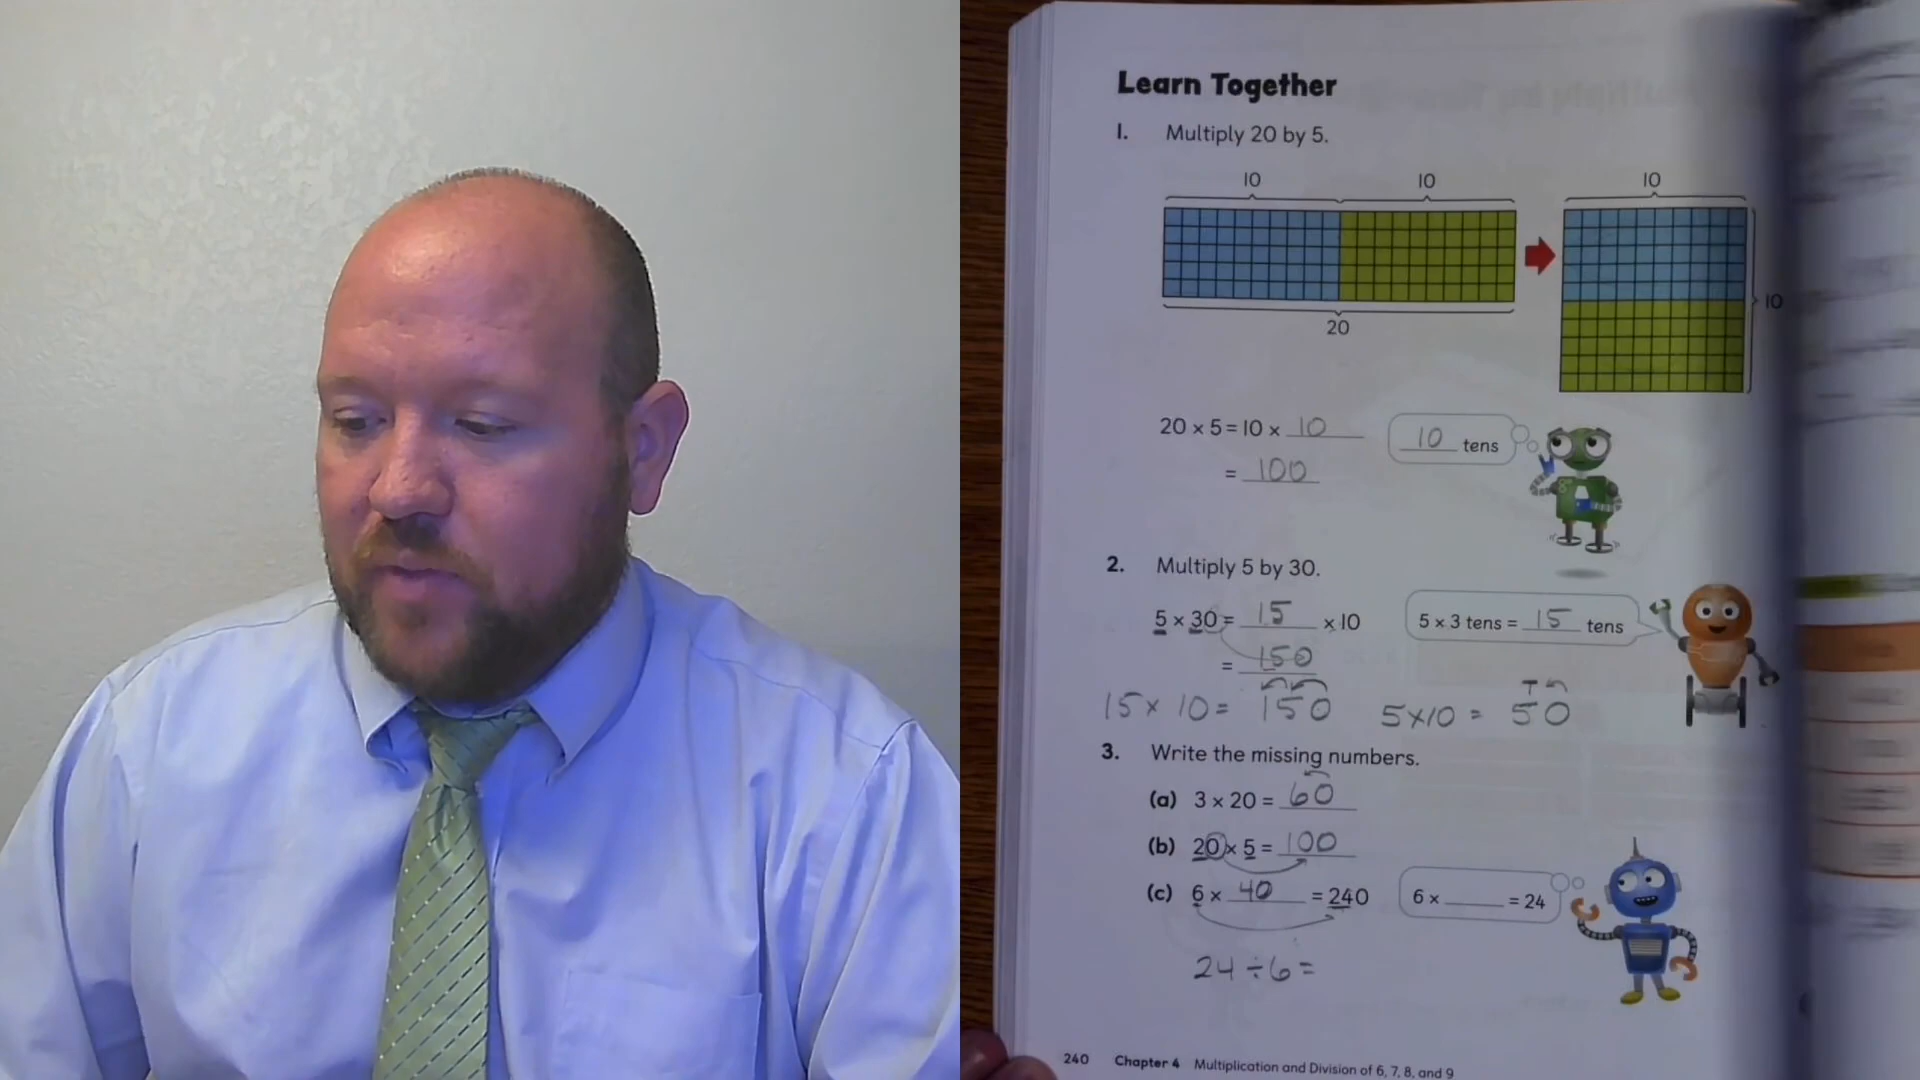 Learn Together
1. Multiply 20 by 5.
10 10 10
10
20
20 × 5 = 10 × 10
10 tens
= 100
2. Multiply 5 by 30.
5 × 30 = 15 × 10
5 × 3 tens = 15 tens
= 150
15 × 10 = 150 5×10 = 50
3. Write the missing numbers.
(a) 3 × 20 = 60
(b) 20 × 5 = 100
(c) 6 × 40 = 240
6 × ____ = 24
24 ÷ 6 =
240 Chapter 4 Multiplication and Division of 6, 7, 8, and 9